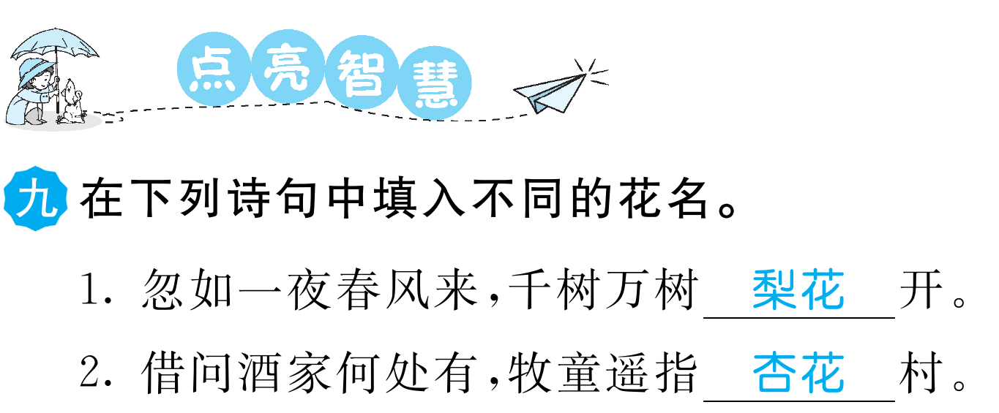 点亮智慧
九 在下列诗句中填入不同的花名。
1. 忽如一夜春风来,千树万树 梨花 开。
2. 借问酒家何处有,牧童遥指 杏花 村。